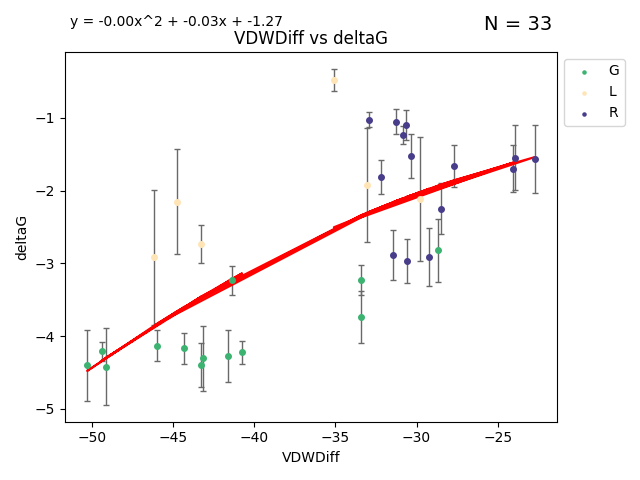 y = -0.00x^2 + -0.03x + -1.27
N = 33
VDWDiff vs deltaG
G
L
R
deltaG
−1
−2
−3
−4
−5
−50
−45
−40
−35
−30
−25
VDWDiff